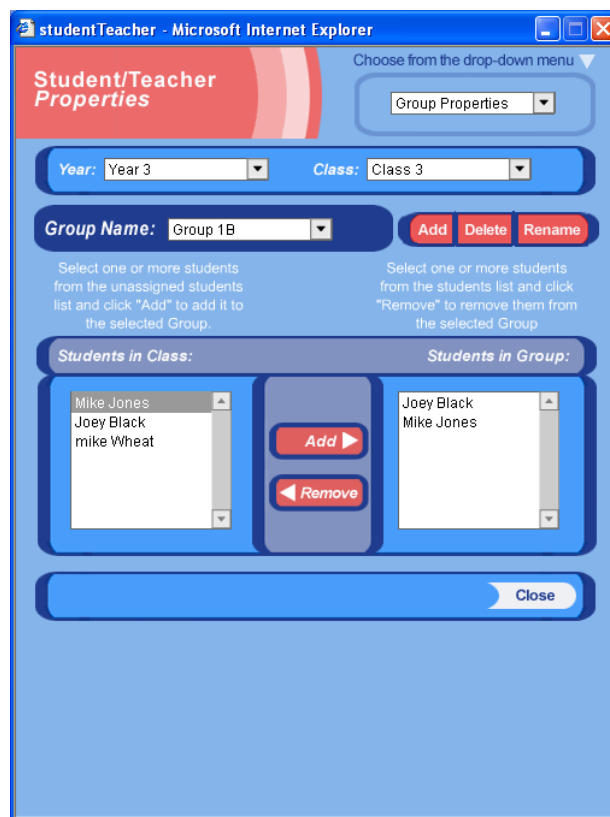 studentTeacher - Microsoft Internet Explorer
Choose from the drop-down menu
Student/Teacher
Properties
Group Properties
Year: Year 3 Class: Class 3
Group Name: Group 1B Add Delete Rename
Select one or more students
from the unassigned students
list and click "Add" to add it to
the selected Group.
Select one or more students
from the students list and click
"Remove" to remove them from
the selected Group
Students in Class: Students in Group:
Mike Jones
Joey Black
mike Wheat
Add
Remove
Joey Black
Mike Jones
Close